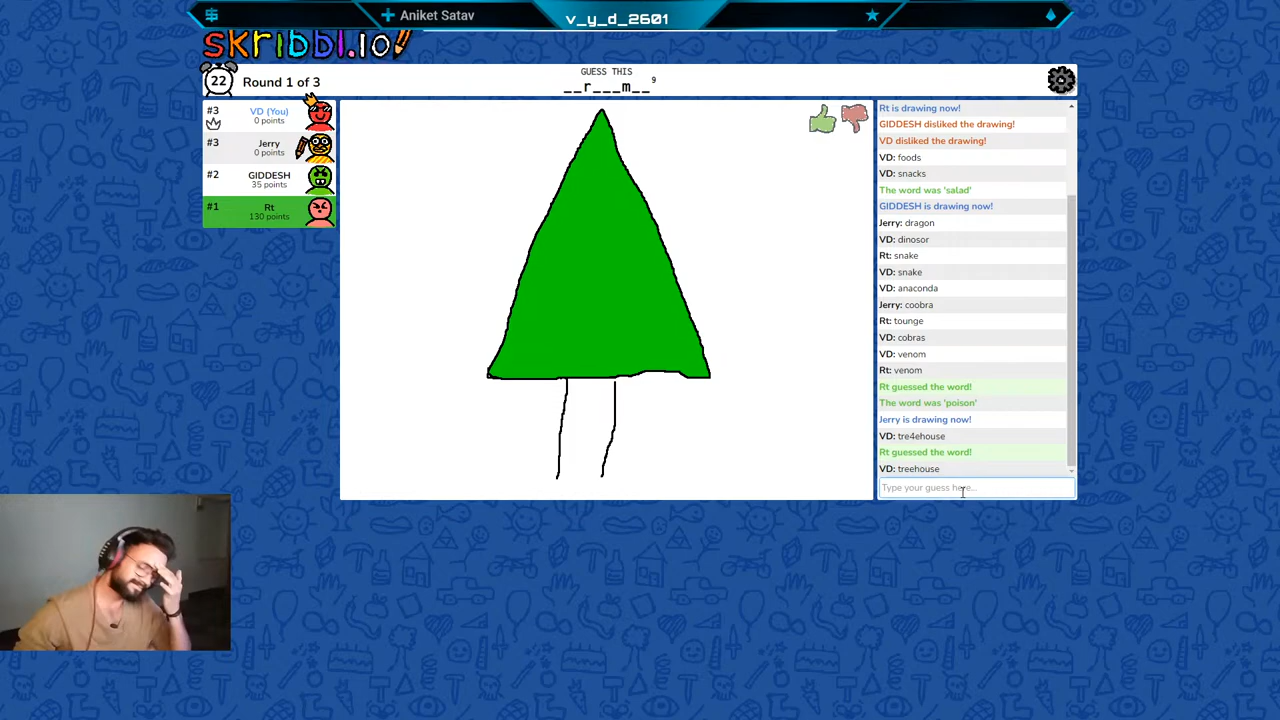 Aniket Satav
v_y_d_2601
skribbl.io
22
Round 1 of 3
GUESS THIS
__r___m__ 9
#3
VD (You)
0 points
#3
Jerry
0 points
#2
GIDDESH
35 points
#1
Rt
130 points
Rt is drawing now!
GIDDESH disliked the drawing!
VD disliked the drawing!
VD: foods
VD: snacks
The word was 'salad'
GIDDESH is drawing now!
Jerry: dragon
VD: dinosor
Rt: snake
VD: snake
VD: anaconda
Jerry: coobra
Rt: tounge
VD: cobras
VD: venom
Rt: venom
Rt guessed the word!
The word was 'poison'
Jerry is drawing now!
VD: tre4ehouse
Rt guessed the word!
VD: treehouse
Type your guess here...